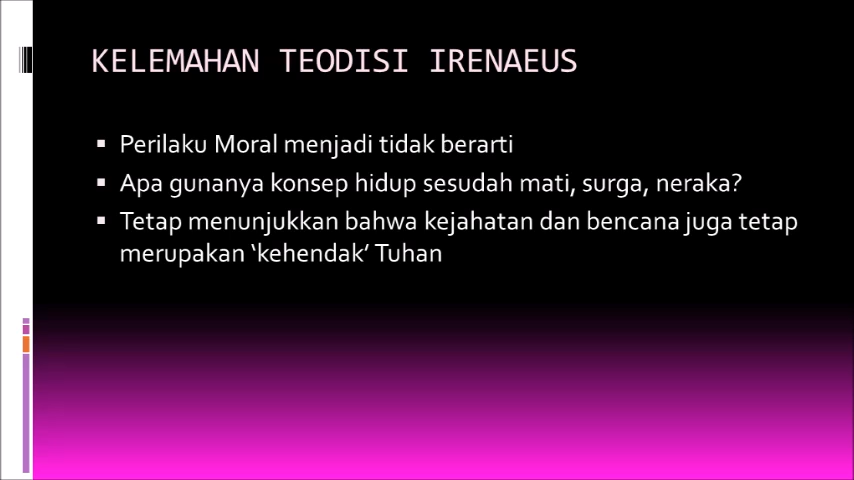 KELEMAHAN TEODISI IRENAEUS
▪ Perilaku Moral menjadi tidak berarti
▪ Apa gunanya konsep hidup sesudah mati, surga, neraka?
▪ Tetap menunjukkan bahwa kejahatan dan bencana juga tetap
merupakan ‘kehendak’ Tuhan